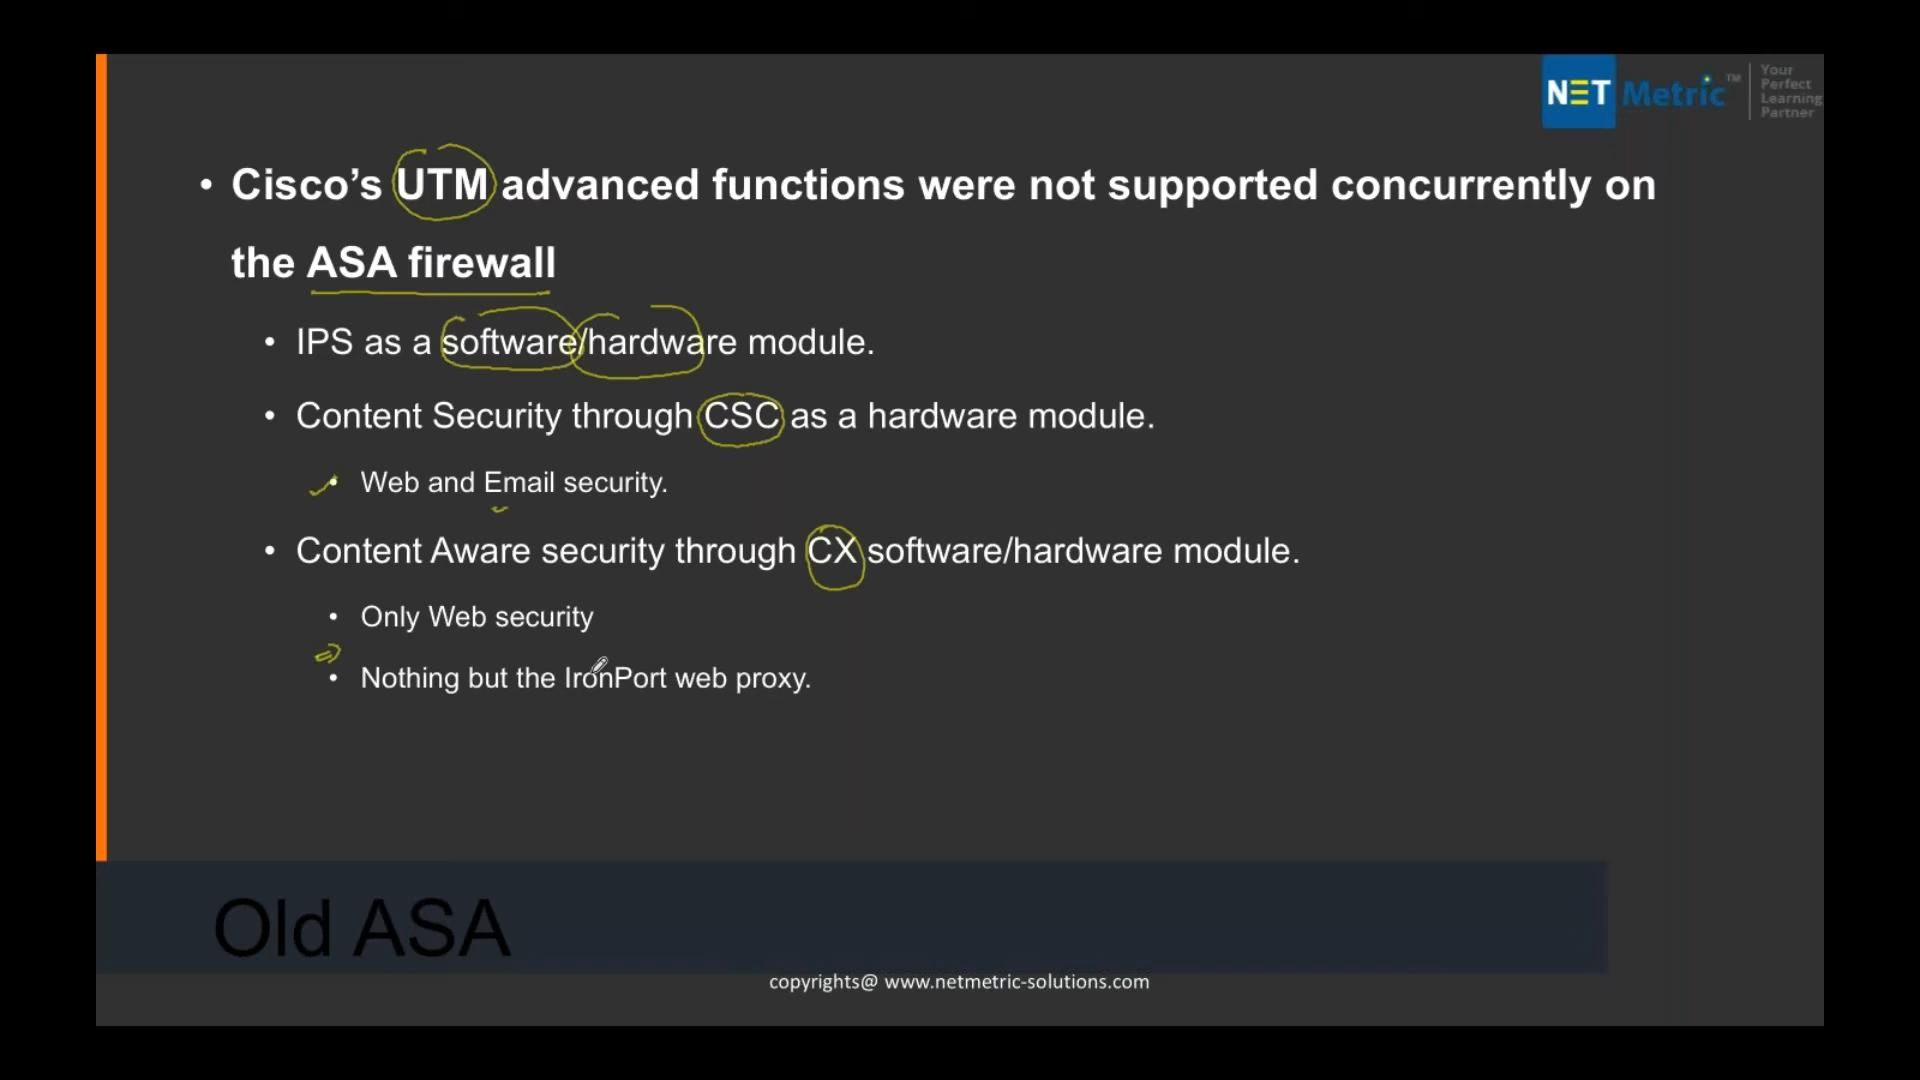 NET Metric™ Your
Perfect
Learning
Partner
• Cisco’s UTM advanced functions were not supported concurrently on
the ASA firewall
• IPS as a software/hardware module.
• Content Security through CSC as a hardware module.
• Web and Email security.
• Content Aware security through CX software/hardware module.
• Only Web security
• Nothing but the IronPort web proxy.
Old ASA
copyrights@ www.netmetric-solutions.com